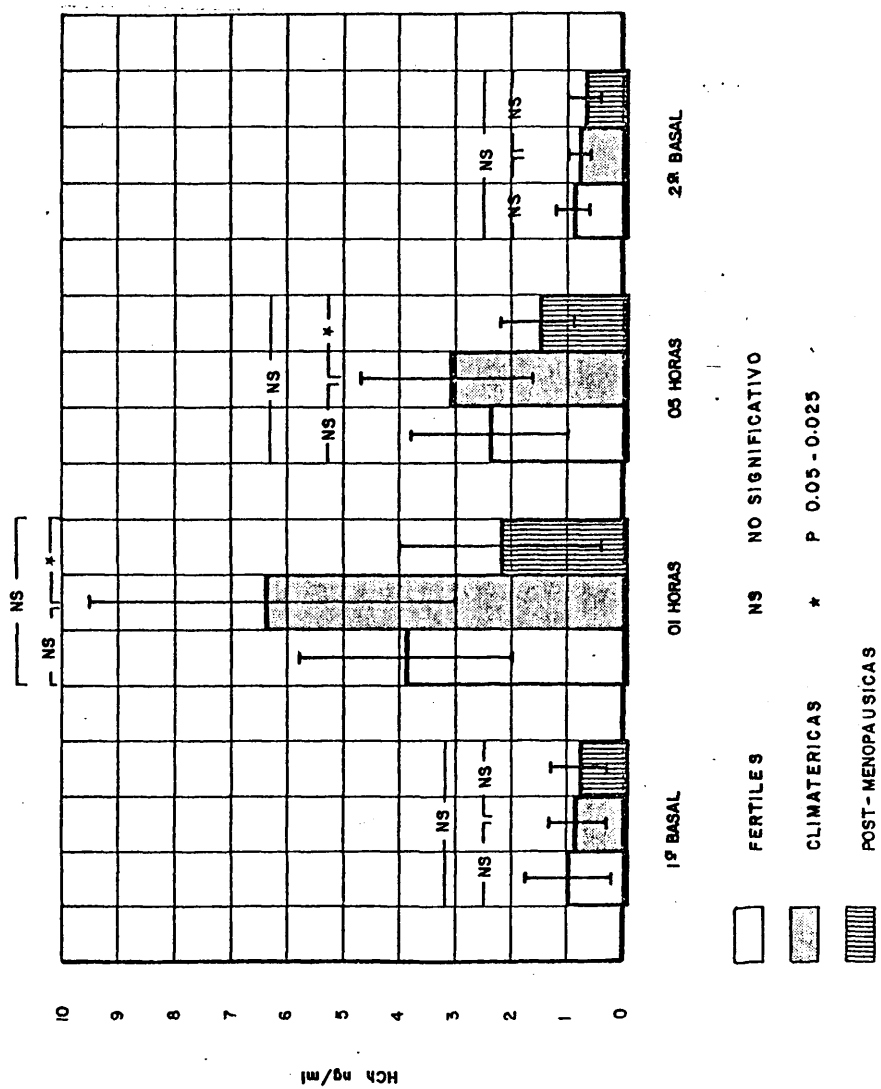 HCh ng/ml
10
9
8
7
6
5
4
3
2
1
0
NS
NS
NS
NS
NS
*
NS
NS
*
NS
NS
NS
1º BASAL
01 HORAS
05 HORAS
2º BASAL
FERTILES
CLIMATERICAS
POST-MENOPAUSICAS
NS NO SIGNIFICATIVO
* P 0.05-0.025